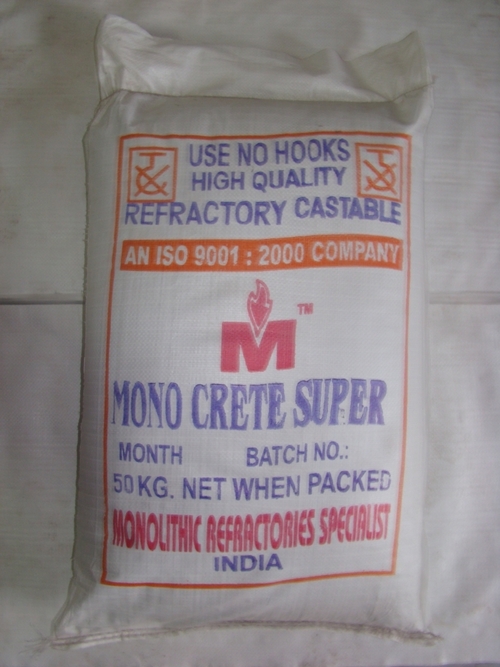 USE NO HOOKS
HIGH QUALITY
REFRACTORY CASTABLE
AN ISO 9001 : 2000 COMPANY
M TM
MONO CRETE SUPER
MONTH BATCH NO.:
50 KG. NET WHEN PACKED
MONOLITHIC REFRACTORIES SPECIALIST
INDIA